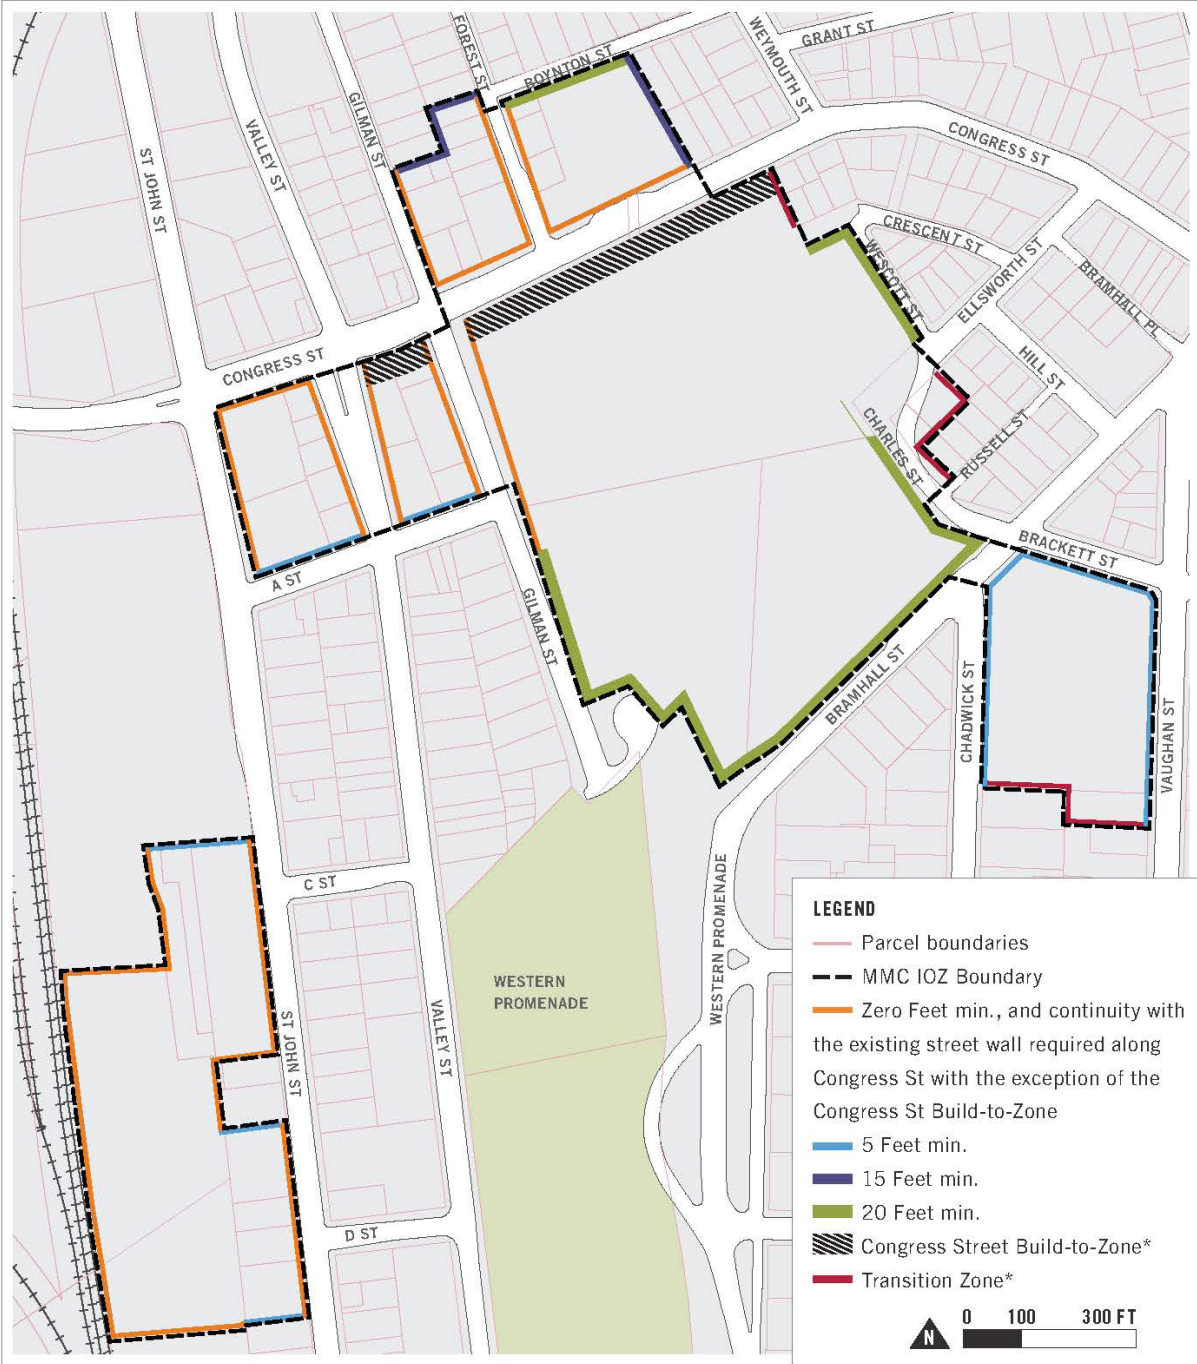 FOREST ST
BOYNTON ST
WEYMOUTH ST
GRANT ST
GILMAN ST
VALLEY ST
ST JOHN ST
CONGRESS ST
CRESCENT ST
WESCOTT ST
ELLSWORTH ST
BRAMHALL PL
HILL ST
CONGRESS ST
CHARLES ST
RUSSELL ST
BRACKETT ST
A ST
GILMAN ST
BRAMHALL ST
CHADWICK ST
VAUGHAN ST
C ST
WESTERN
PROMENADE
WESTERN PROMENADE
ST JOHN ST
VALLEY ST
D ST
LEGEND
Parcel boundaries
MMC IOZ Boundary
Zero Feet min., and continuity with
the existing street wall required along
Congress St with the exception of the
Congress St Build-to-Zone
5 Feet min.
15 Feet min.
20 Feet min.
Congress Street Build-to-Zone*
Transition Zone*
N
0 100 300 FT